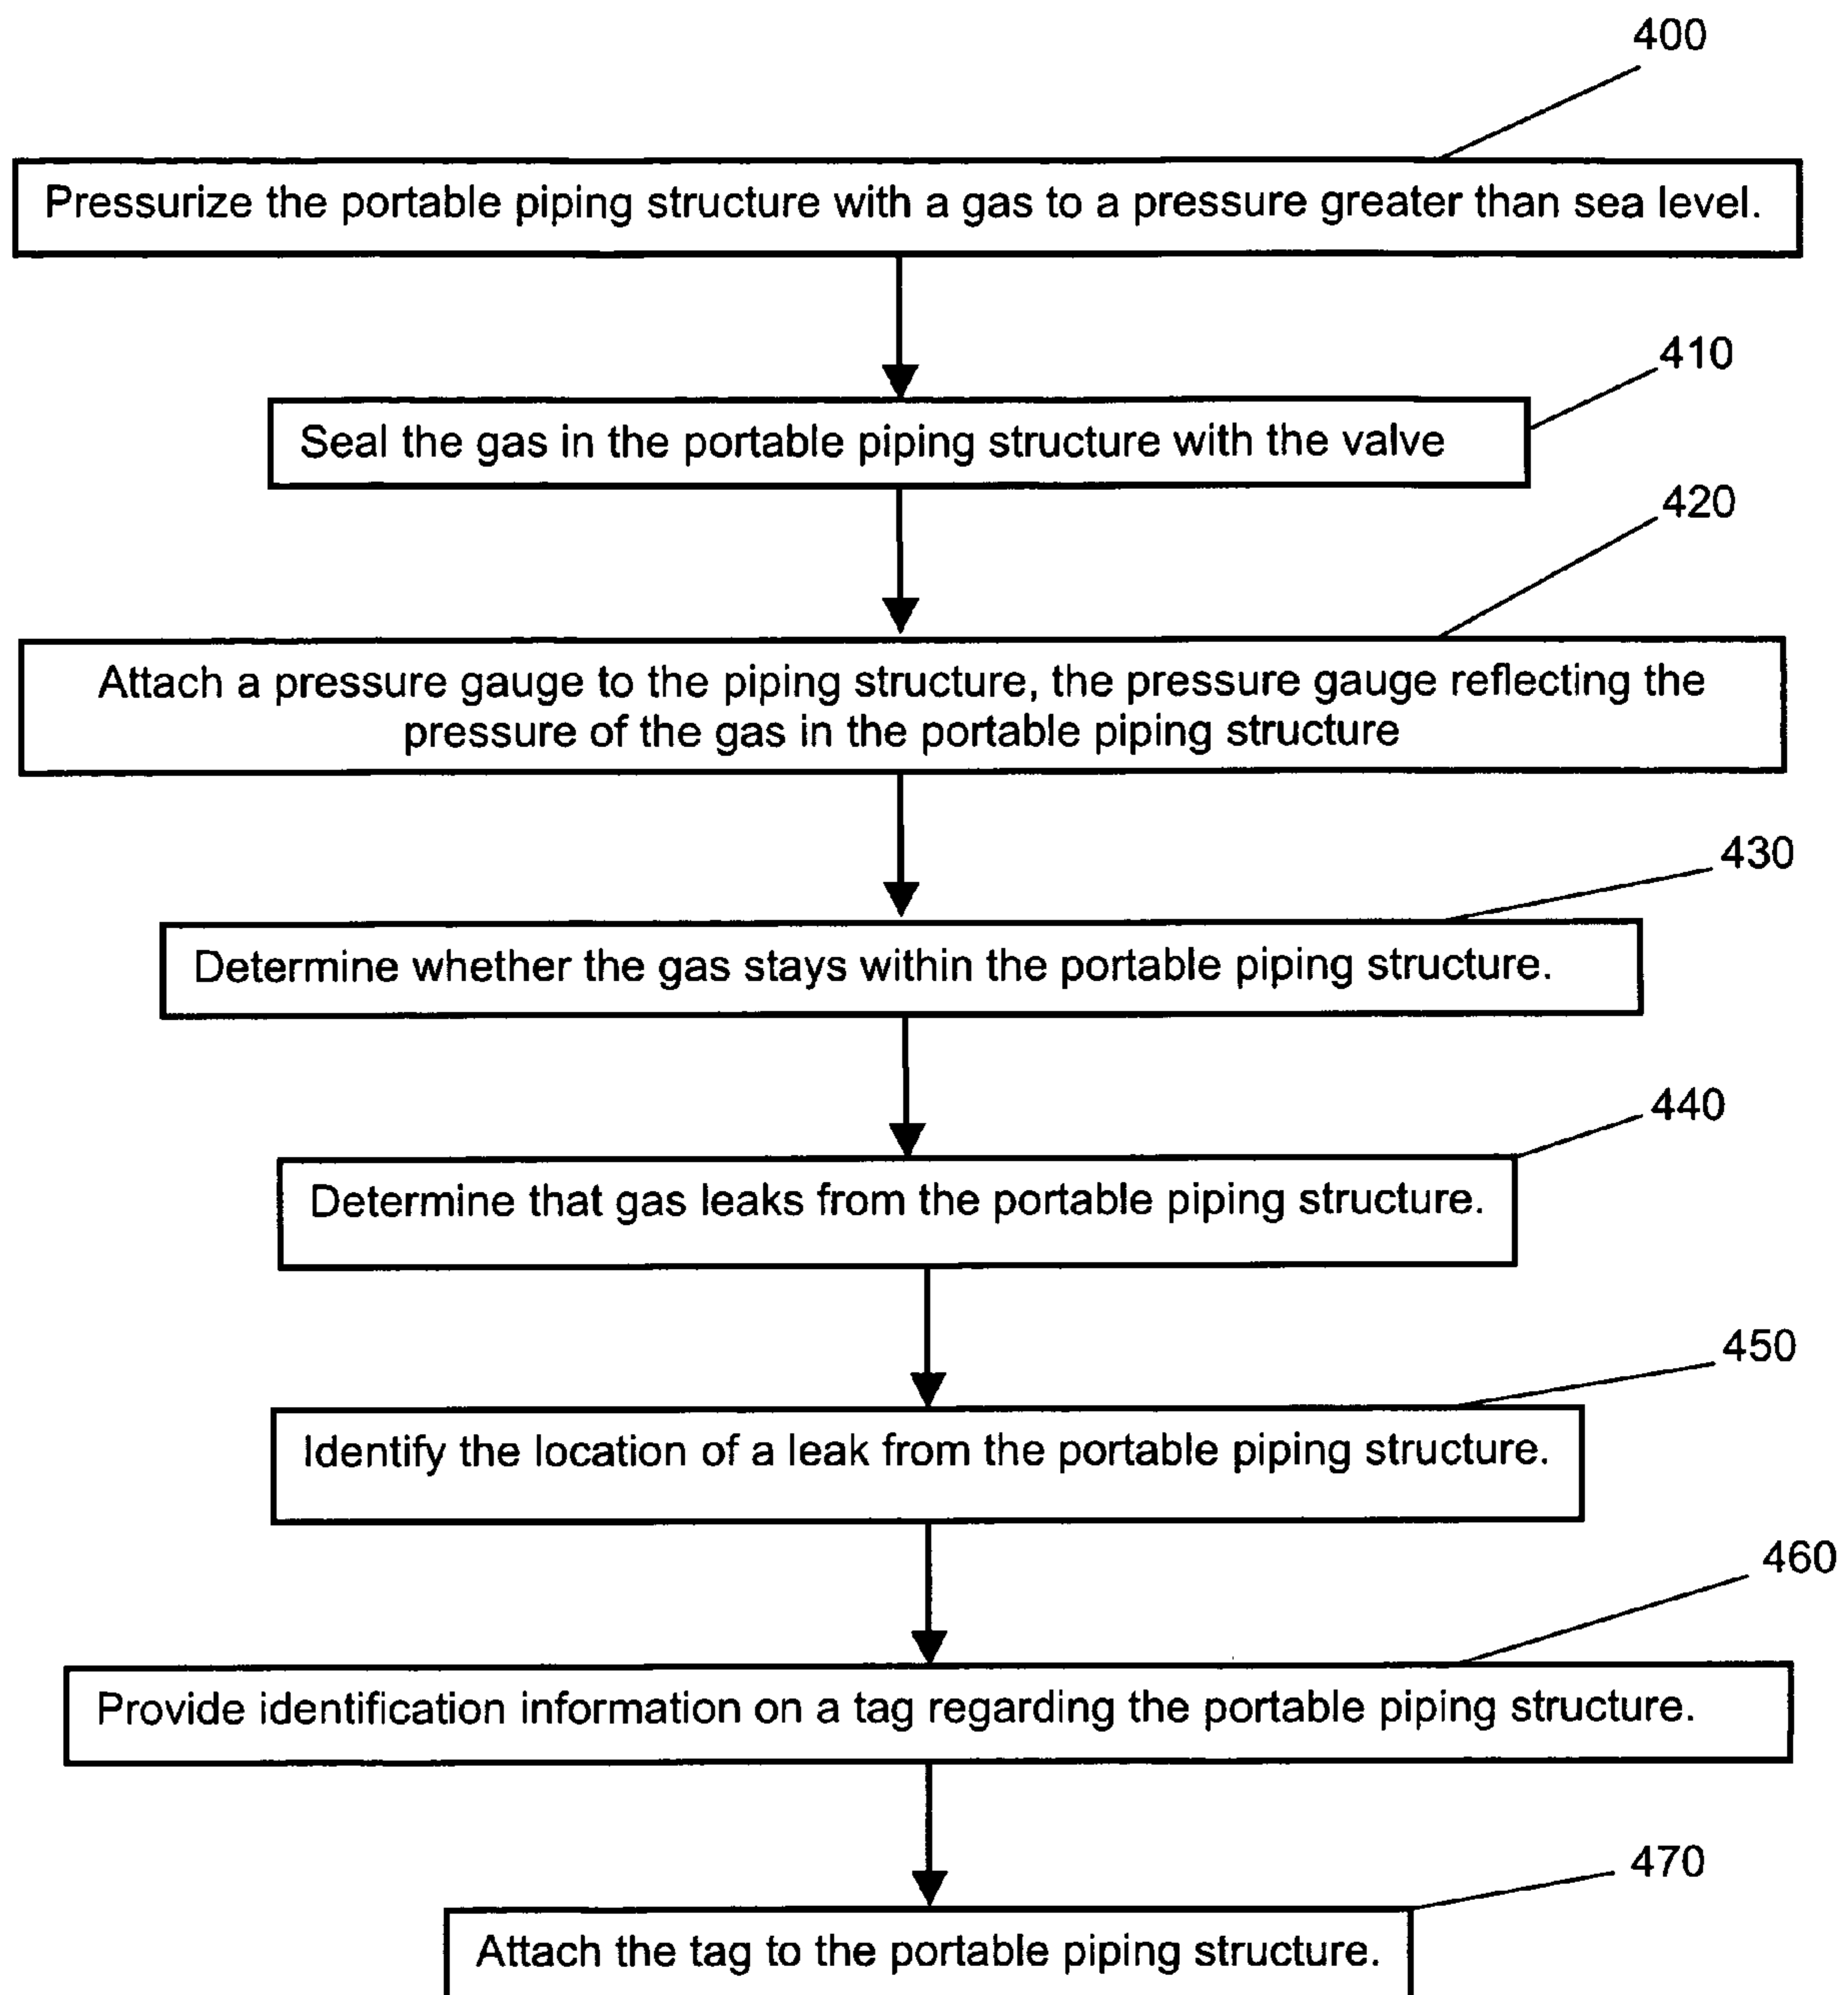 400
Pressurize the portable piping structure with a gas to a pressure greater than sea level.
410
Seal the gas in the portable piping structure with the valve
420
Attach a pressure gauge to the piping structure, the pressure gauge reflecting the
pressure of the gas in the portable piping structure
430
Determine whether the gas stays within the portable piping structure.
440
Determine that gas leaks from the portable piping structure.
450
Identify the location of a leak from the portable piping structure.
460
Provide identification information on a tag regarding the portable piping structure.
470
Attach the tag to the portable piping structure.